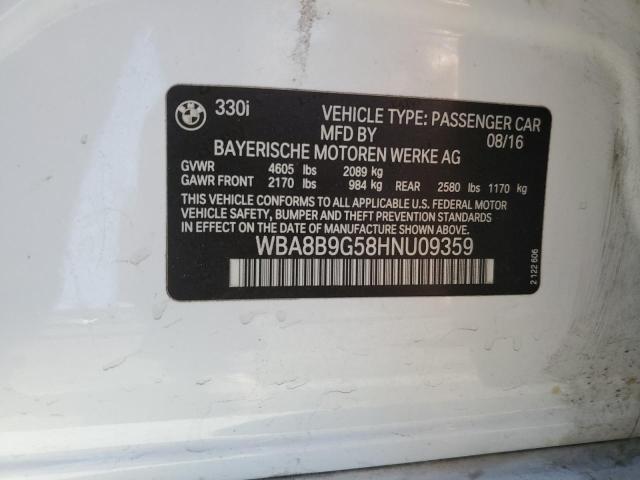 BMW
330i
VEHICLE TYPE: PASSENGER CAR
MFD BY 08/16
BAYERISCHE MOTOREN WERKE AG
GVWR 4605 lbs 2089 kg
GAWR FRONT 2170 lbs 984 kg REAR 2580 lbs 1170 kg
THIS VEHICLE CONFORMS TO ALL APPLICABLE U.S. FEDERAL MOTOR
VEHICLE SAFETY, BUMPER AND THEFT PREVENTION STANDARDS
IN EFFECT ON THE DATE OF MANUFACTURE SHOWN ABOVE.
WBA8B9G58HNU09359
2 122 606